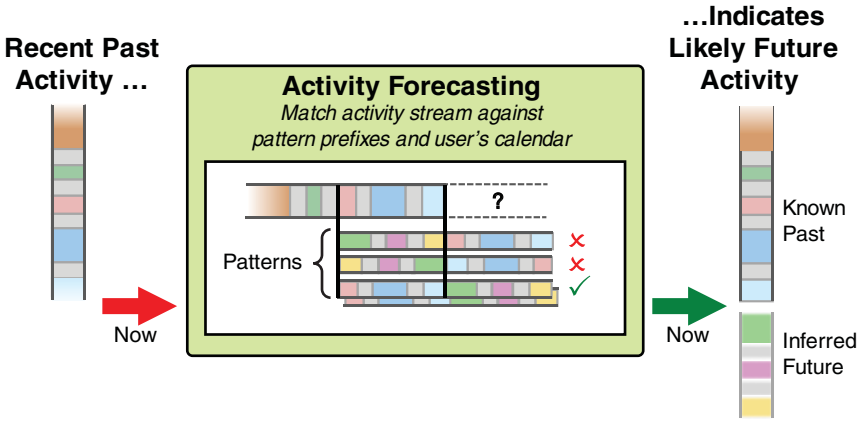 Recent Past
Activity ...
Now
Activity Forecasting
Match activity stream against
pattern prefixes and user's calendar
?
Patterns
Now
...Indicates
Likely Future
Activity
Known
Past
Inferred
Future